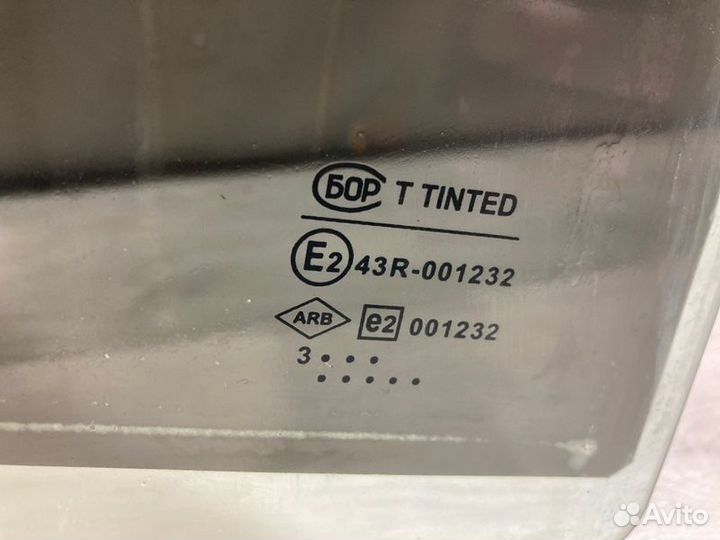 БОР T TINTED
E2 43R-001232
ARB e2 001232
3 • • •
• • • • •
Avito